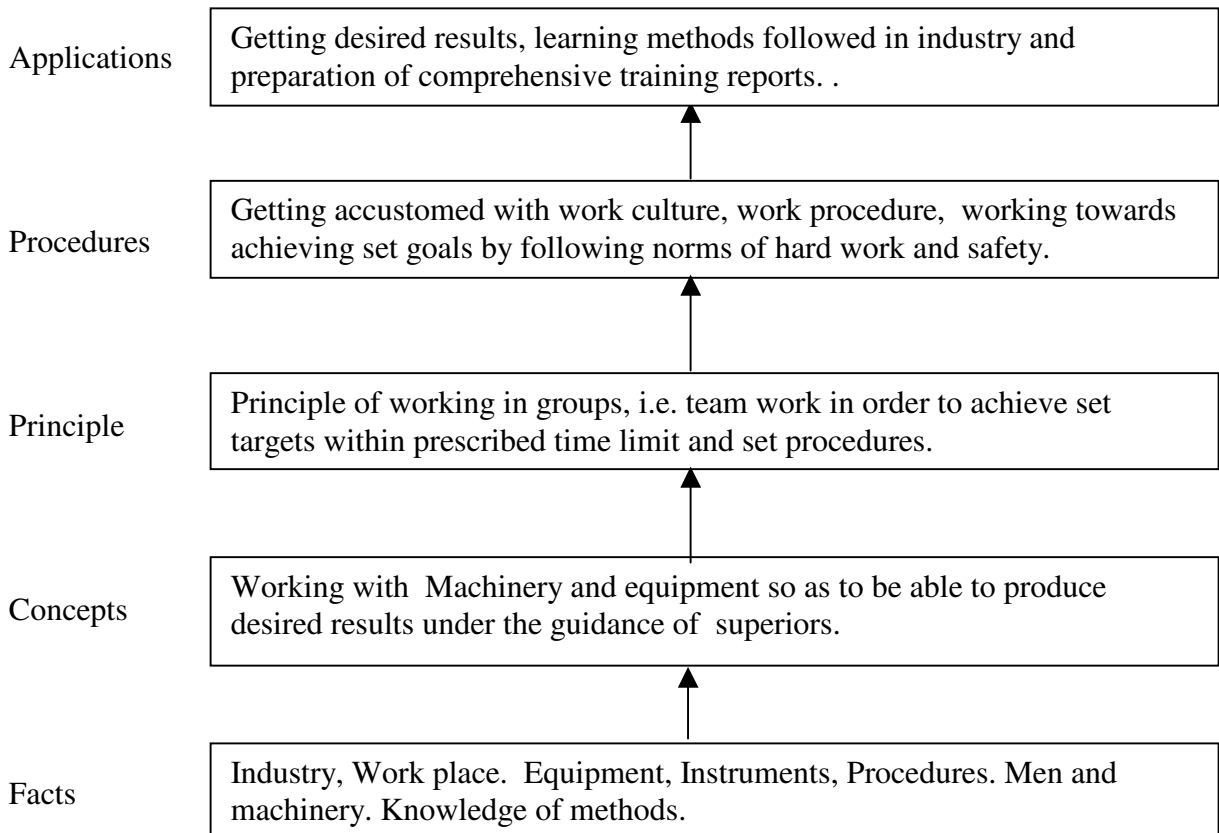 Applications
Getting desired results, learning methods followed in industry and
preparation of comprehensive training reports. .
Procedures
Getting accustomed with work culture, work procedure,  working towards
achieving set goals by following norms of hard work and safety.
Principle
Principle of working in groups, i.e. team work in order to achieve set
targets within prescribed time limit and set procedures.
Concepts
Working with  Machinery and equipment so as to be able to produce
desired results under the guidance of  superiors.
Facts
Industry, Work place.  Equipment, Instruments, Procedures. Men and
machinery. Knowledge of methods.